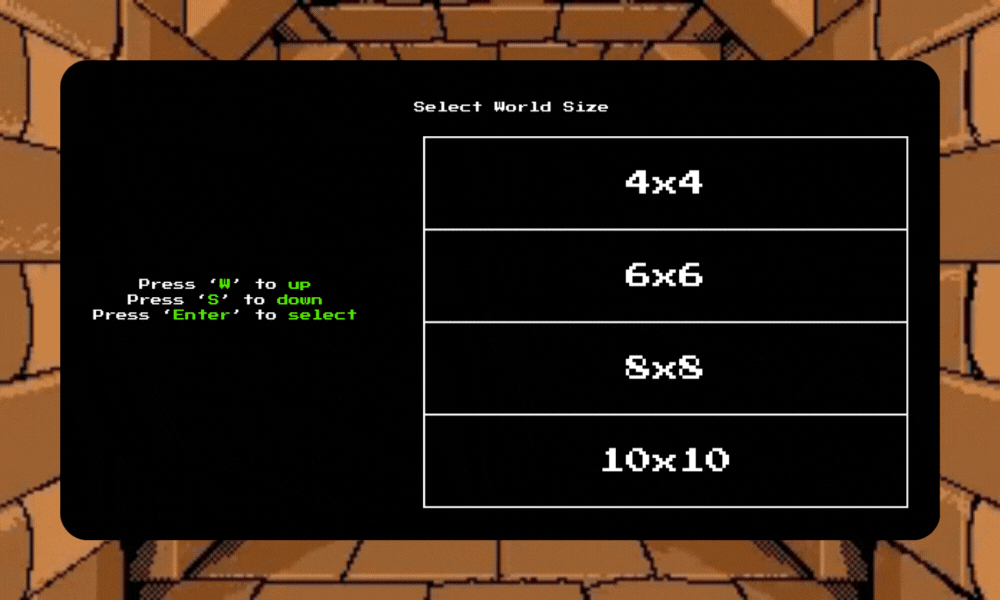 Select World Size
4x4
6x6
8x8
10x10
Press ‘W’ to up
Press ‘S’ to down
Press ‘Enter’ to select